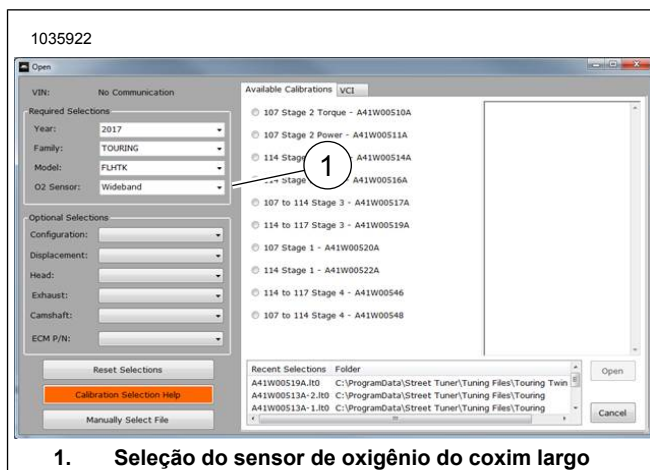 1035922
Open
VIN: No Communication
Required Selections
Year: 2017
Family: TOURING
Model: FLHTK
O2 Sensor: Wideband
Optional Selections
Configuration:
Displacement:
Head:
Exhaust:
Camshaft:
ECM P/N:
Reset Selections
Calibration Selection Help
Manually Select File
Available Calibrations VCI
107 Stage 2 Torque - A41W00510A
107 Stage 2 Power - A41W00511A
114 Stage A41W00514A
1
114 Stage A41W00516A
107 to 114 Stage 3 - A41W00517A
114 to 117 Stage 3 - A41W00519A
107 Stage 1 - A41W00520A
114 Stage 1 - A41W00522A
114 to 117 Stage 4 - A41W00546
107 to 114 Stage 4 - A41W00548
Recent Selections Folder
A41W00519A.lt0 C:\ProgramData\Street Tuner\Tuning Files\Touring Twin
A41W00513A-2.lt0 C:\ProgramData\Street Tuner\Tuning Files\Touring
A41W00513A-1.lt0 C:\ProgramData\Street Tuner\Tuning Files\Touring
Open
Cancel
1. Seleção do sensor de oxigênio do coxim largo